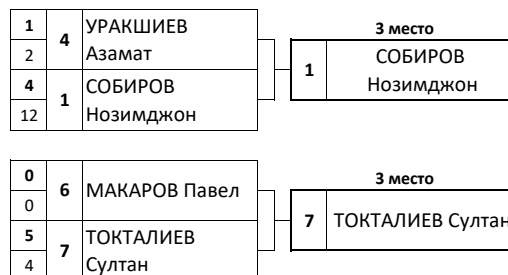 1
4
УРАКШИЕВ
2
Азамат
3 место
4
1
СОБИРОВ
12
Нозимджон
1
СОБИРОВ
Нозимджон
0
6
МАКАРОВ Павел
0
3 место
5
7
ТОКТАЛИЕВ
4
Султан
7
ТОКТАЛИЕВ Султан